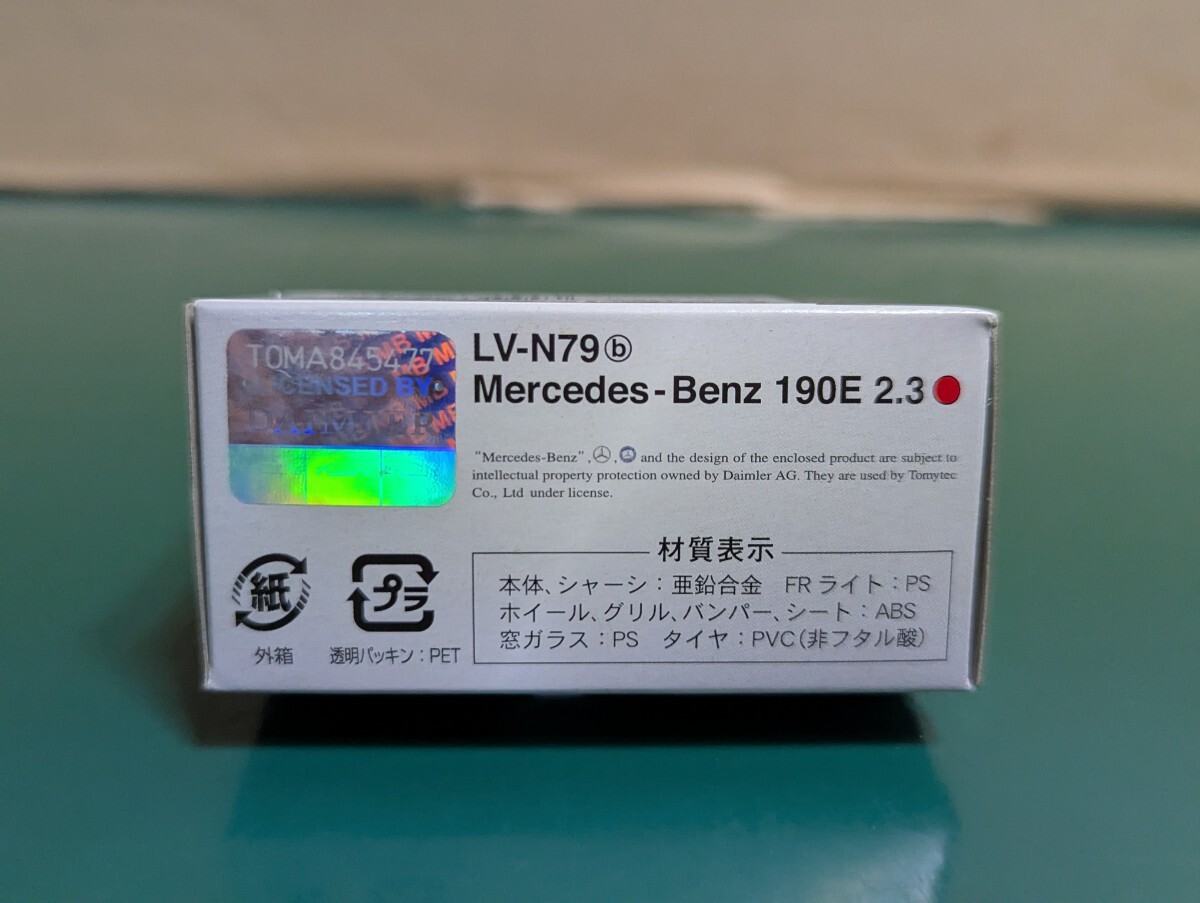 TOMA845477
LICENSED BY:
DAIMLER
LV-N79ⓑ
Mercedes-Benz 190E 2.3
"Mercedes-Benz", , and the design of the enclosed product are subject to
intellectual property protection owned by Daimler AG. They are used by Tomytec
Co., Ltd under license.
材質表示
本体、シャーシ：亜鉛合金 FRライト：PS
ホイール、グリル、バンパー、シート：ABS
窓ガラス：PS タイヤ：PVC(非フタル酸)
紙
外箱
プラ
透明パッキン：PET